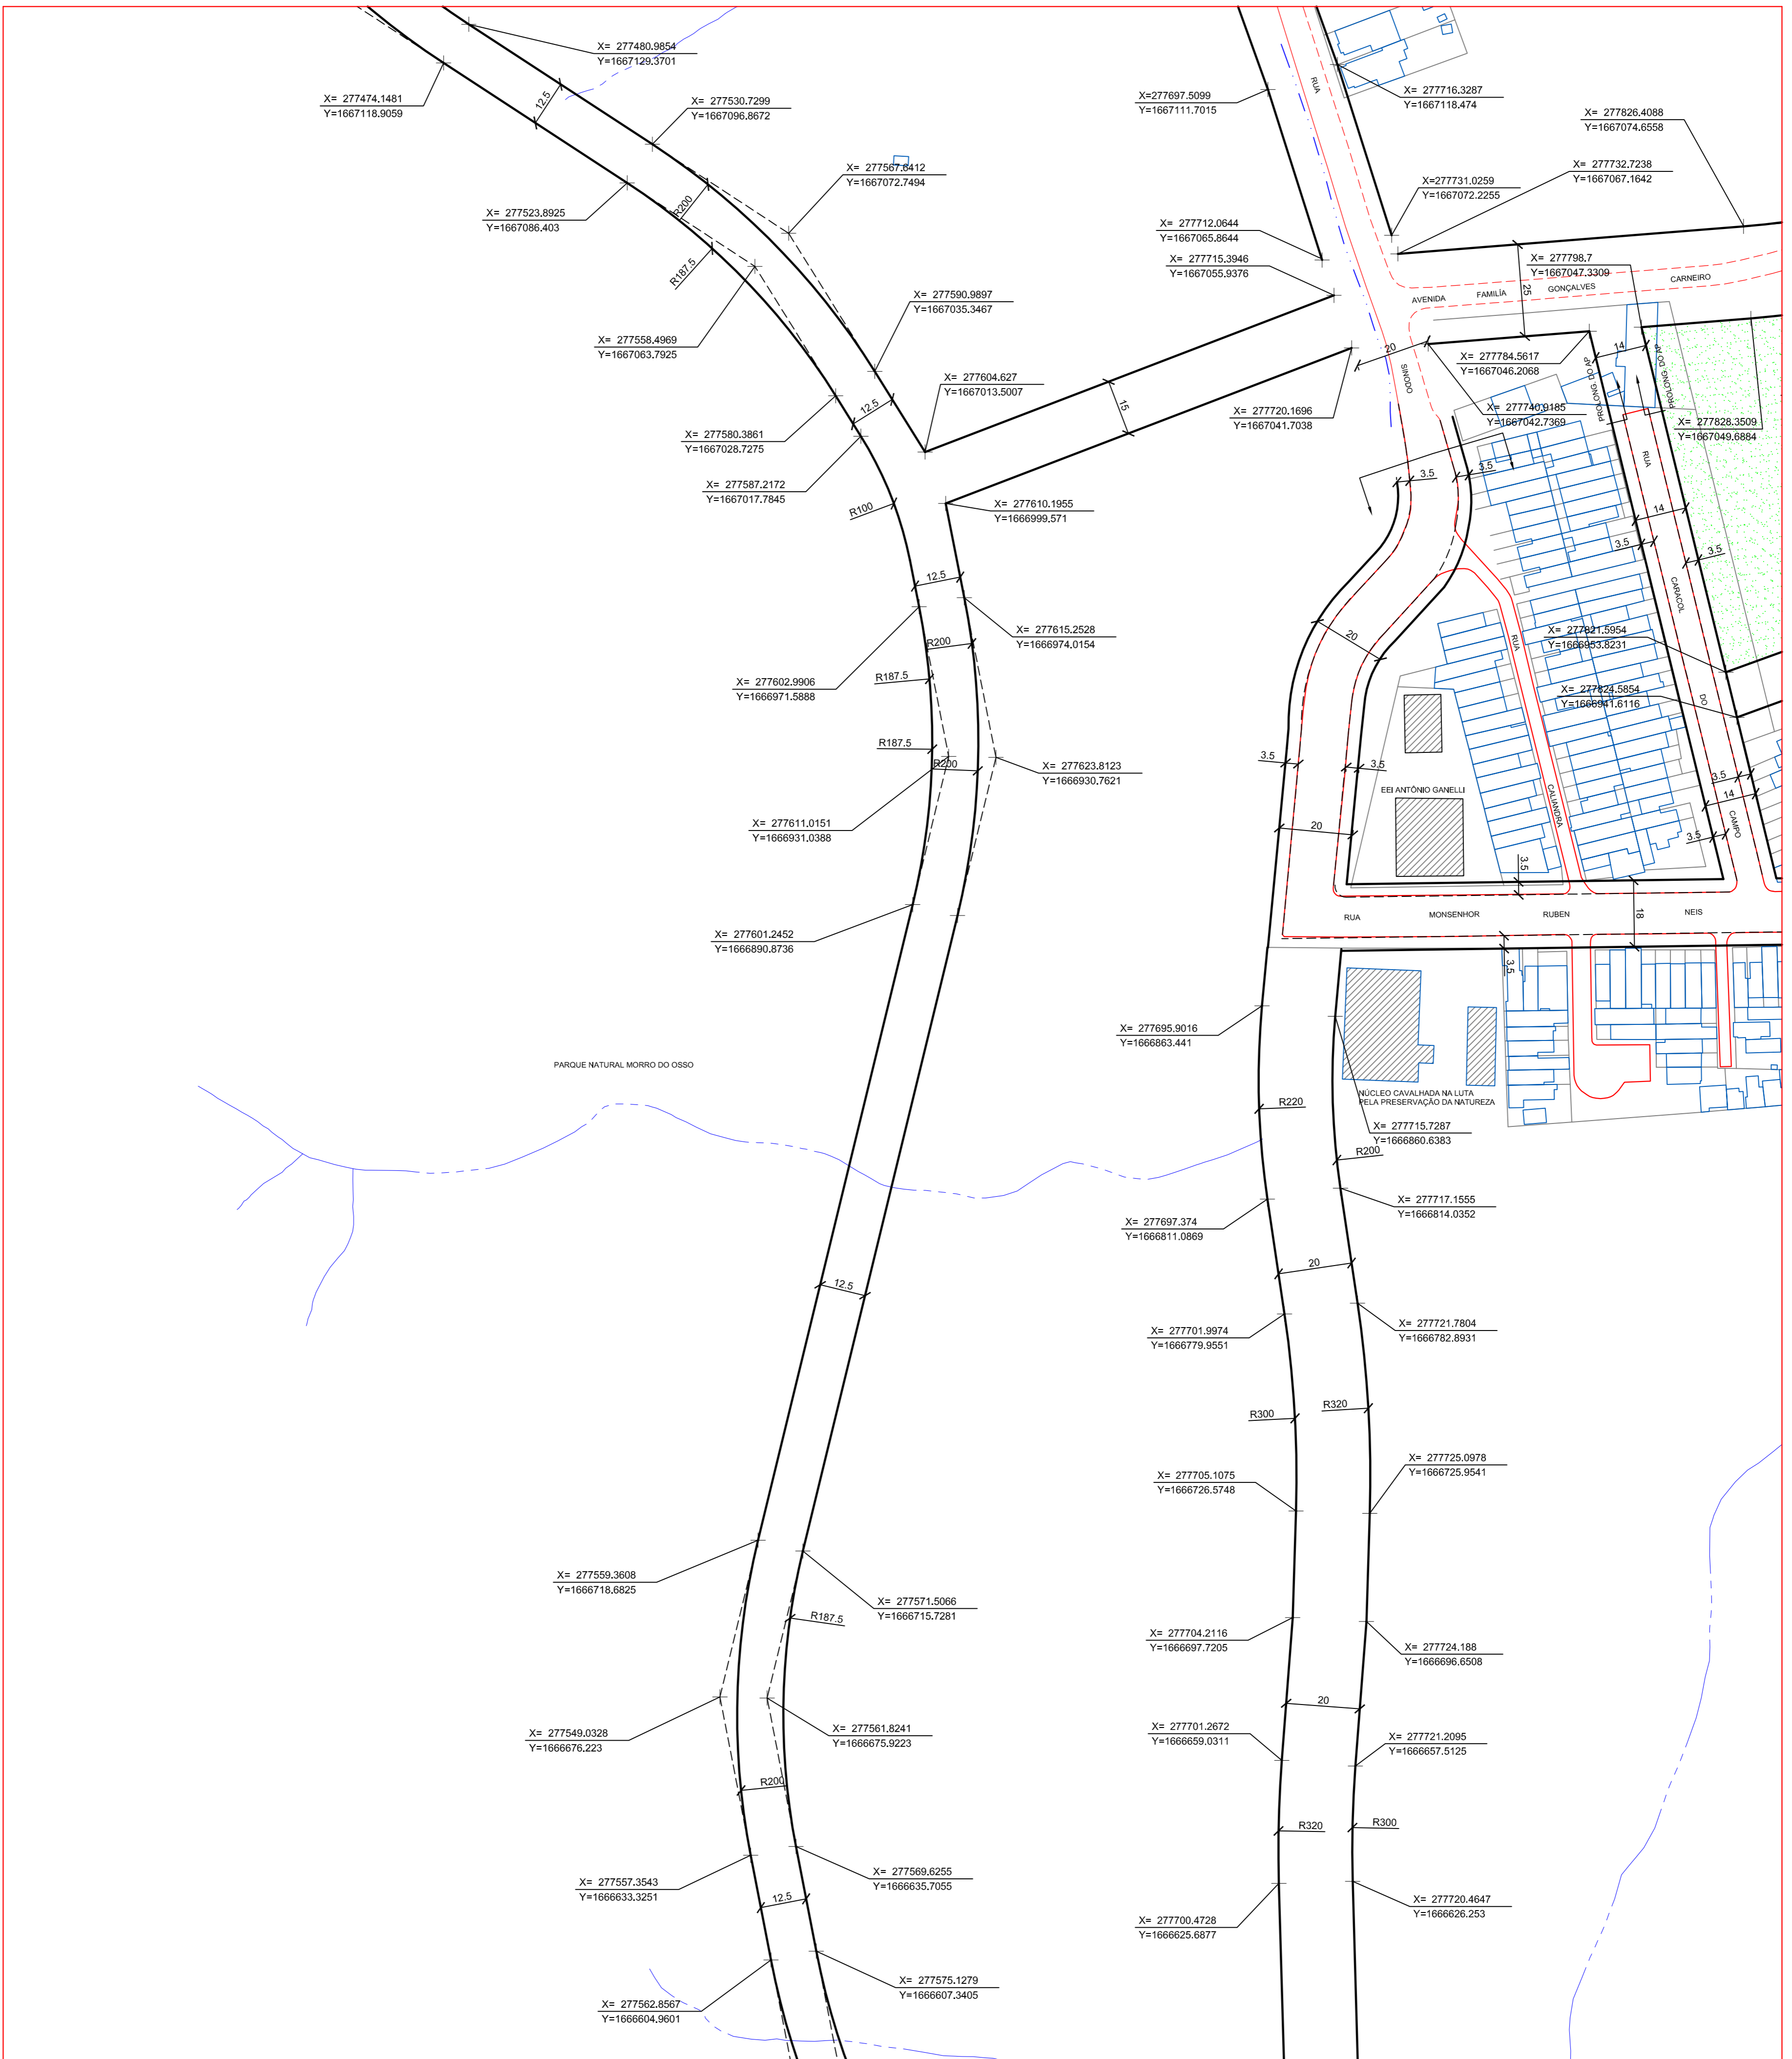 X= 277480.9854
Y=1667129.3701
X= 277474.1481
Y=1667118.9059
12.5
X= 277530.7299
Y=1667096.8672
X=277697.5099
Y=1667111.7015
RUA
X= 277716.3287
Y=1667118.474
X= 277826.4088
Y=1667074.6558
X= 277567.6412
Y=1667072.7494
X= 277732.7238
Y=1667067.1642
X=277731.0259
Y=1667072.2255
R200
X= 277523.8925
Y=1667086.403
X= 277712.0644
Y=1667065.8644
R187.5
X= 277715.3946
Y=1667055.9376
X= 277798.7
Y=1667047.3309
AVENIDA
FAMILÍA
GONÇALVES
CARNEIRO
25
X= 277590.9897
Y=1667035.3467
X= 277558.4969
Y=1667063.7925
20
SINODO
X= 277784.5617
Y=1667046.2068
14
PROLONG. DO AP
PROLONG. DO AP
X= 277604.627
Y=1667013.5007
15
12.5
X= 277720.1696
Y=1667041.7038
X= 277740.9185
Y=1667042.7369
X= 277828.3509
Y=1667049.6884
X= 277580.3861
Y=1667028.7275
RUA
3.5
3.5
X= 277587.2172
Y=1667017.7845
R100
X= 277610.1955
Y=1666999.571
14
3.5
3.5
12.5
CARACOL
X= 277615.2528
Y=1666974.0154
20
RUA
X= 277821.5954
Y=1666953.8231
R200
R187.5
X= 277602.9906
Y=1666971.5888
X= 277824.5854
Y=1666941.6116
DO
R187.5
R200
X= 277623.8123
Y=1666930.7621
3.5
3.5
3.5
EEI ANTÔNIO GANELLI
CALIANDRA
14
CAMPO
X= 277611.0151
Y=1666931.0388
20
3.5
3.5
RUA
MONSENHOR
RUBEN
NEIS
18
X= 277601.2452
Y=1666890.8736
3.5
X= 277695.9016
Y=1666863.441
PARQUE NATURAL MORRO DO OSSO
NÚCLEO CAVALHADA NA LUTA
PELA PRESERVAÇÃO DA NATUREZA
R220
X= 277715.7287
Y=1666860.6383
R200
X= 277717.1555
Y=1666814.0352
X= 277697.374
Y=1666811.0869
20
12.5
X= 277701.9974
Y=1666779.9551
X= 277721.7804
Y=1666782.8931
R300
R320
X= 277705.1075
Y=1666726.5748
X= 277725.0978
Y=1666725.9541
X= 277559.3608
Y=1666718.6825
X= 277571.5066
Y=1666715.7281
R187.5
X= 277704.2116
Y=1666697.7205
X= 277724.188
Y=1666696.6508
20
X= 277549.0328
Y=1666676.223
X= 277561.8241
Y=1666675.9223
X= 277701.2672
Y=1666659.0311
X= 277721.2095
Y=1666657.5125
R200
R320
R300
X= 277557.3543
Y=1666633.3251
X= 277569.6255
Y=1666635.7055
12.5
X= 277720.4647
Y=1666626.253
X= 277700.4728
Y=1666625.6877
X= 277575.1279
Y=1666607.3405
X= 277562.8567
Y=1666604.9601